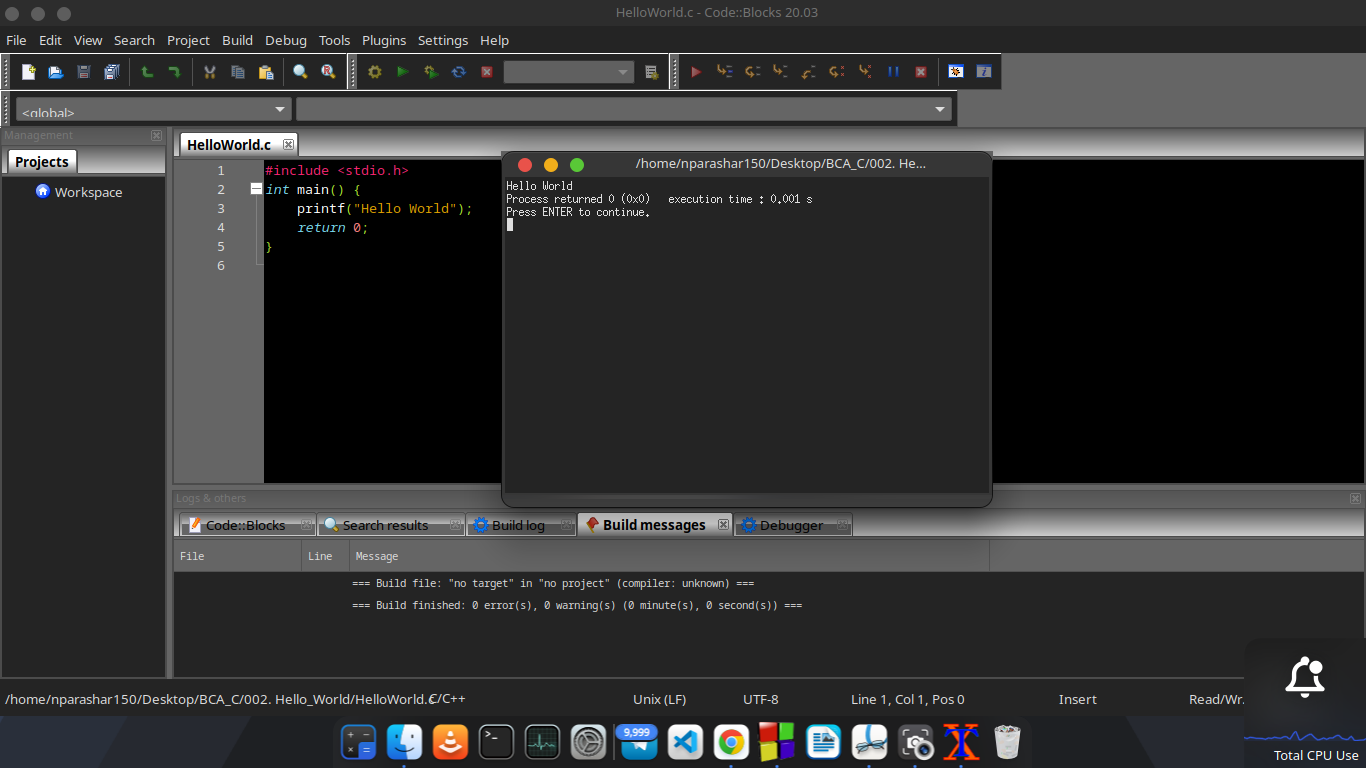 HelloWorld.c - Code::Blocks 20.03
File Edit View Search Project Build Debug Tools Plugins Settings Help
<global>
Management
Projects
Workspace
HelloWorld.c
1 #include <stdio.h>
2 int main() {
3 printf("Hello World");
4 return 0;
5 }
6
/home/nparashar150/Desktop/BCA_C/002. He...
Hello World
Process returned 0 (0x0) execution time : 0.001 s
Press ENTER to continue.
Logs & others
Code::Blocks Search results Build log Build messages Debugger
File Line Message
=== Build file: "no target" in "no project" (compiler: unknown) ===
=== Build finished: 0 error(s), 0 warning(s) (0 minute(s), 0 second(s)) ===
/home/nparashar150/Desktop/BCA_C/002. Hello_World/HelloWorld.c C/C++ Unix (LF) UTF-8 Line 1, Col 1, Pos 0 Insert Read/Wr.
9,999
Total CPU Use